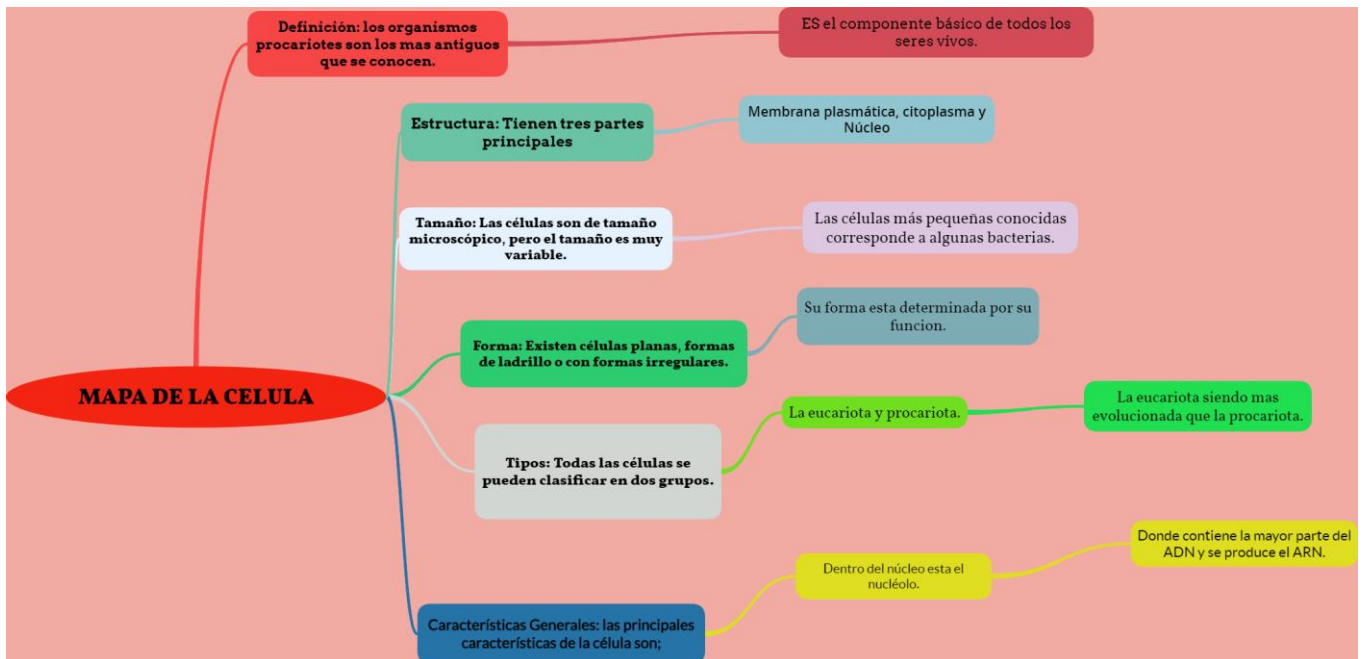 Definición: los organismos
procariotes son los mas antiguos
que se conocen.
ES el componente básico de todos los
seres vivos.
Estructura: Tienen tres partes
principales
Membrana plasmática, citoplasma y
Núcleo
Tamaño: Las células son de tamaño
microscópico, pero el tamaño es muy
variable.
Las células más pequeñas conocidas
corresponde a algunas bacterias.
Forma: Existen células planas, formas
de ladrillo o con formas irregulares.
Su forma esta determinada por su
funcion.
MAPA DE LA CELULA
Tipos: Todas las células se
pueden clasificar en dos grupos.
La eucariota y procariota.
La eucariota siendo mas
evolucionada que la procariota.
Características Generales: las principales
características de la célula son;
Dentro del núcleo esta el
nucléolo.
Donde contiene la mayor parte del
ADN y se produce el ARN.